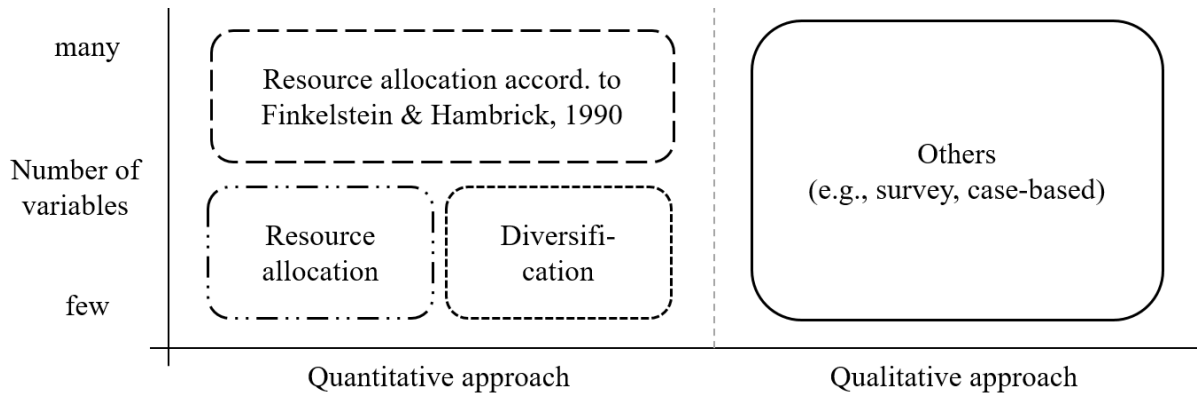 many
Number of
variables
few
Resource allocation accord. to
Finkelstein & Hambrick, 1990
Resource
allocation
Diversifi-
cation
Others
(e.g., survey, case-based)
Quantitative approach
Qualitative approach